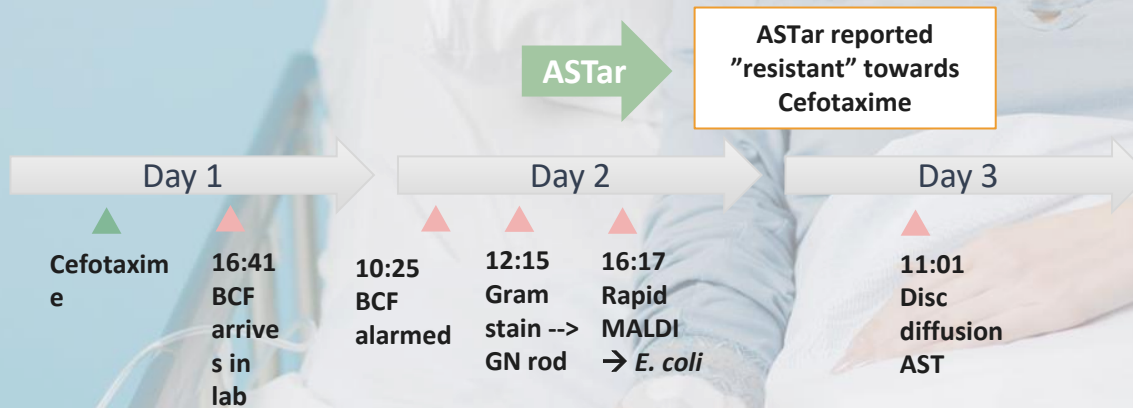 ASTar
ASTar reported
”resistant” towards
Cefotaxime
Day 1
Day 2
Day 3
Cefotaxim
e
16:41
BCF
arrive
s in
lab
10:25
BCF
alarmed
12:15
Gram
stain -->
GN rod
16:17
Rapid
MALDI
→ E. coli
11:01
Disc
diffusion
AST